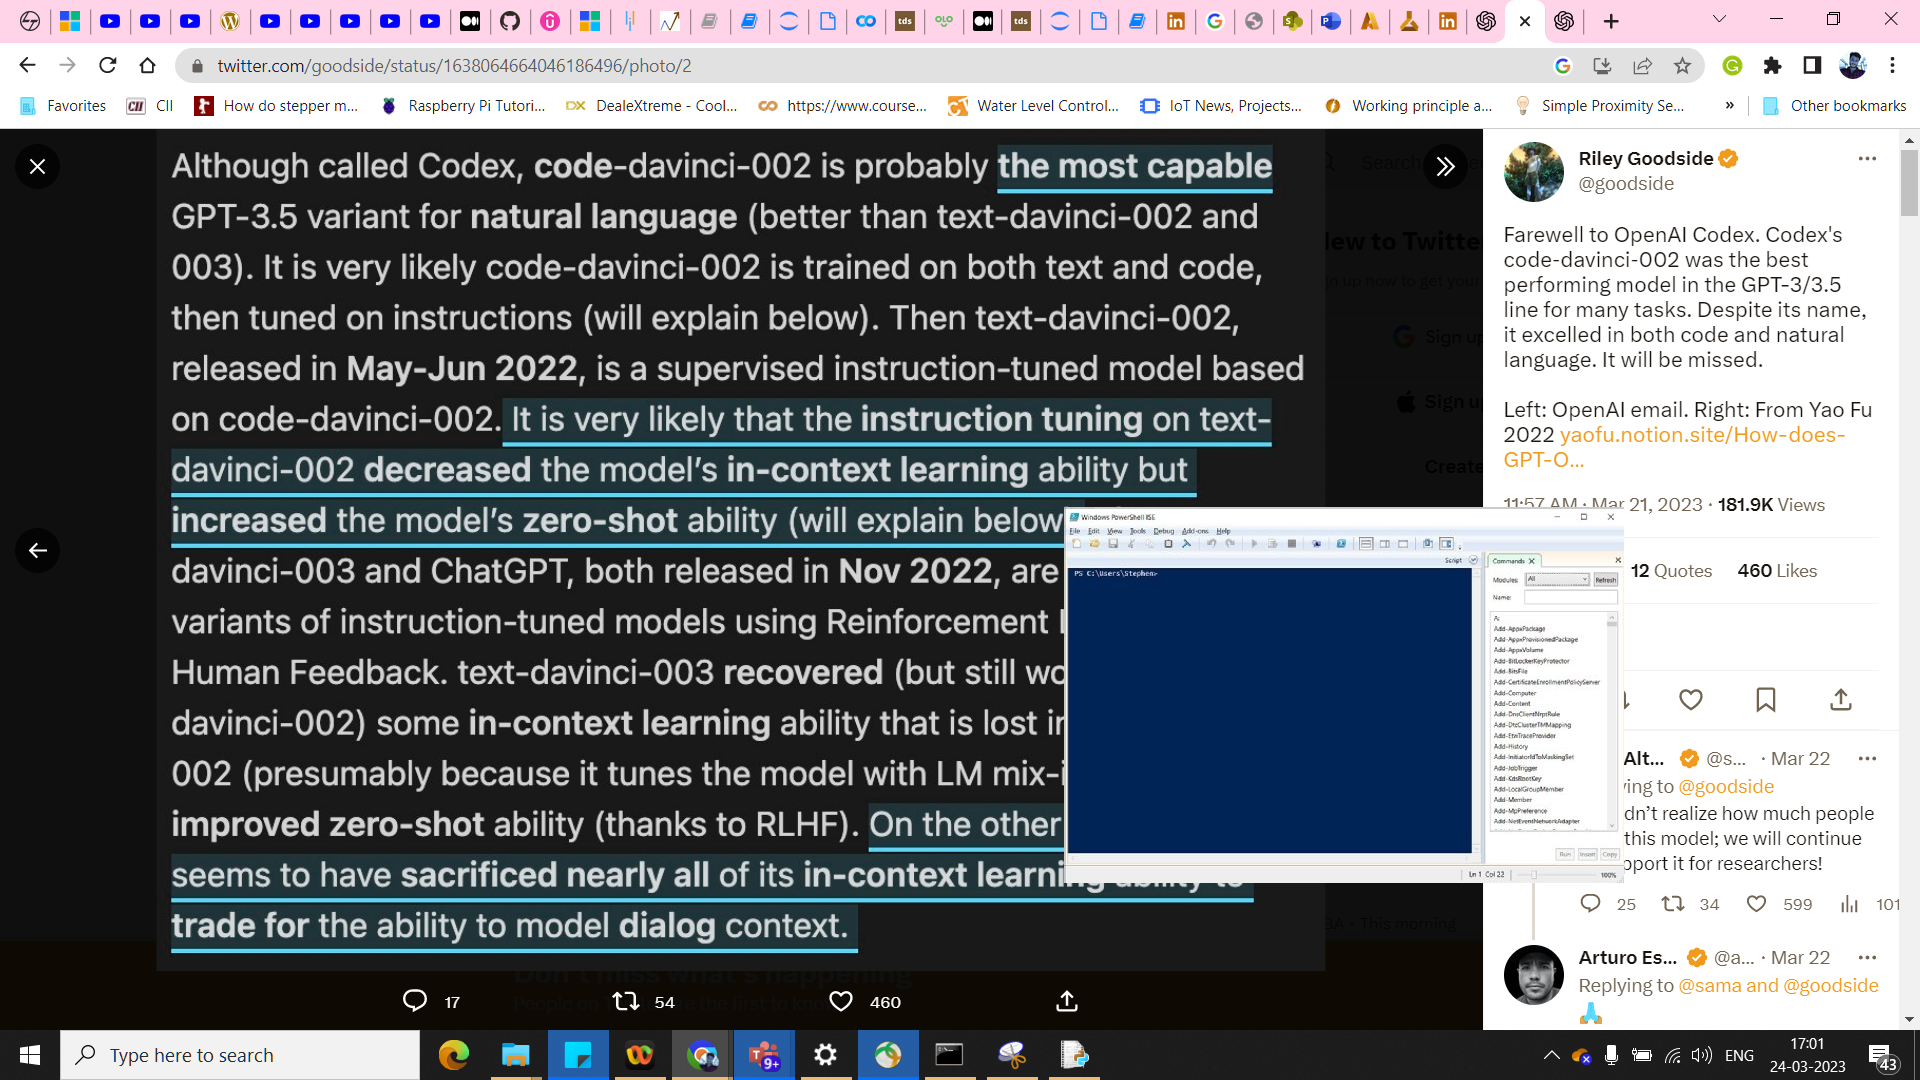 twitter.com/goodside/status/1638064664046186496/photo/2
Favorites
CII
How do stepper m...
Raspberry Pi Tutori...
DealeXtreme - Cool...
https://www.course...
Water Level Control...
IoT News, Projects...
Working principle a...
Simple Proximity Se...
»
Other bookmarks
Although called Codex, code-davinci-002 is probably the most capable
GPT-3.5 variant for natural language (better than text-davinci-002 and
003). It is very likely code-davinci-002 is trained on both text and code,
then tuned on instructions (will explain below). Then text-davinci-002,
released in May-Jun 2022, is a supervised instruction-tuned model based
on code-davinci-002. It is very likely that the instruction tuning on text-
davinci-002 decreased the model's in-context learning ability but
increased the model's zero-shot ability (will explain below
davinci-003 and ChatGPT, both released in Nov 2022, are
variants of instruction-tuned models using Reinforcement
Human Feedback. text-davinci-003 recovered (but still wo
davinci-002) some in-context learning ability that is lost in
002 (presumably because it tunes the model with LM mix-i
improved zero-shot ability (thanks to RLHF). On the other
seems to have sacrificed nearly all of its in-context learning ability to
trade for the ability to model dialog context.
17
54
460
Riley Goodside
@goodside
Farewell to OpenAI Codex. Codex's
code-davinci-002 was the best
performing model in the GPT-3/3.5
line for many tasks. Despite its name,
it excelled in both code and natural
language. It will be missed.
Left: OpenAI email. Right: From Yao Fu
2022 yaofu.notion.site/How-does-
GPT-O...
11:57 AM · Mar 21, 2023 · 181.9K Views
12 Quotes 460 Likes
Alt... @s... · Mar 22
ying to @goodside
dn't realize how much people
this model; we will continue
pport it for researchers!
25
34
599
101
Arturo Es... @a... · Mar 22
Replying to @sama and @goodside
Windows PowerShell ISE
File Edit View Tools Debug Add-ons Help
Script
PS C:\Users\Stephen>
Commands
Modules: All Refresh
Name:
A:
Add-AppxPackage
Add-AppxProvisionedPackage
Add-AppxVolume
Add-BitLockerKeyProtector
Add-BitsFile
Add-CertificateEnrollmentPolicyServer
Add-Computer
Add-Content
Add-DnsClientNrptRule
Add-DtcClusterTMMapping
Add-EtwTraceProvider
Add-History
Add-InitiatorIdToMaskingSet
Add-JobTrigger
Add-KdsRootKey
Add-LocalGroupMember
Add-Member
Add-MpPreference
Add-NetEventNetworkAdapter
Run Insert Copy
Ln 1 Col 22
100%
Type here to search
9+
ENG
17:01
24-03-2023
43